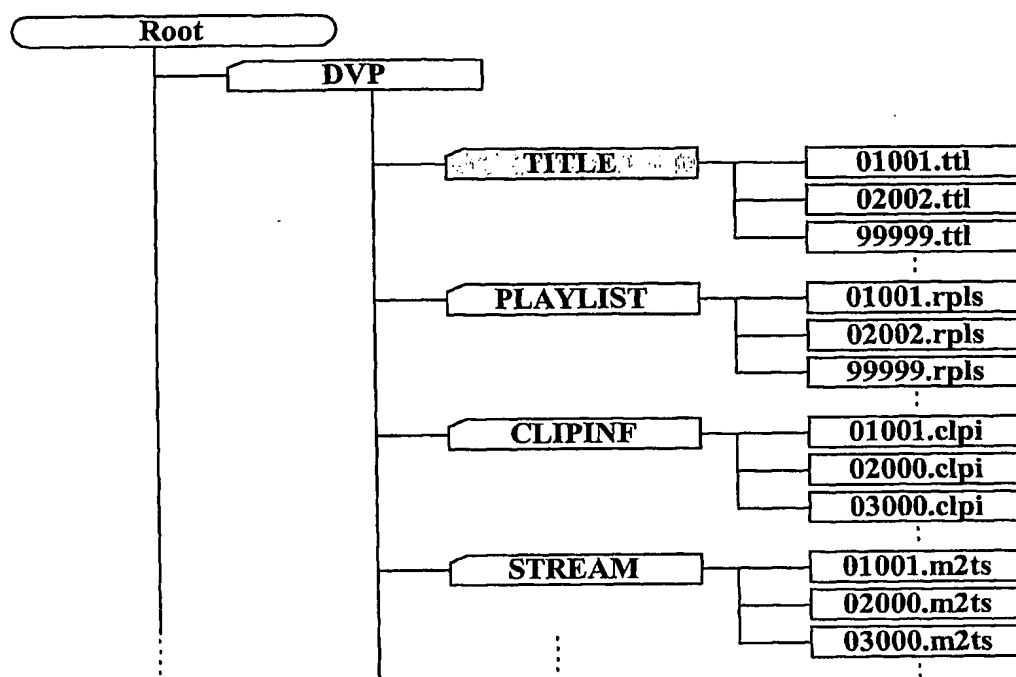 Root
DVP
TITLE
01001.ttl
02002.ttl
99999.ttl
PLAYLIST
01001.rpls
02002.rpls
99999.rpls
CLIPINF
01001.clpi
02000.clpi
03000.clpi
STREAM
01001.m2ts
02000.m2ts
03000.m2ts